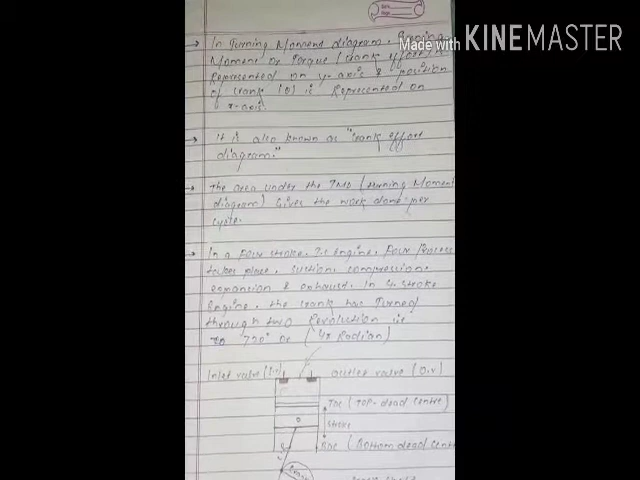 Made with KINEMASTER
→ In Turning Moment diagram, Turning
Moment or Torque (crank effort)
Represented on y-axis & position
of crank (θ) is Represented on
x-axis.
→ It is also known as "crank effort
diagram."
→ The area under the TMD (turning Moment
diagram) Gives the work done per
cycle.
→ In a Four stroke I.C engine, Four Process
takes place, suction, compression,
expansion & exhaust. In 4 stroke
Engine, the crank has Turned
through two Revolution i.e
720° or (4π Radian)
Inlet valve (I.V) Outlet valve (O.V)
TDC (TOP-dead centre)
stroke
BDC (Bottom dead centre
crank